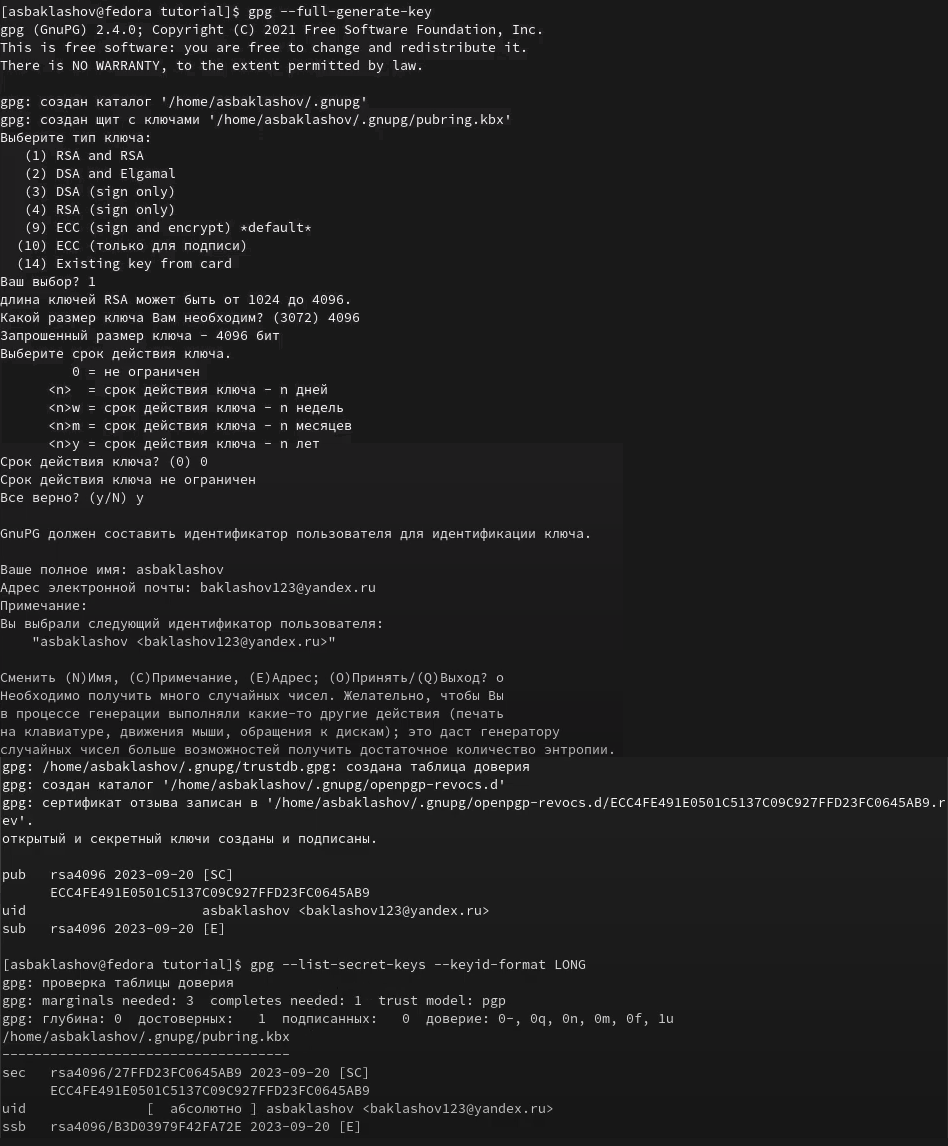 [asbaklashov@fedora tutorial]$ gpg --full-generate-key
gpg (GnuPG) 2.4.0; Copyright (C) 2021 Free Software Foundation, Inc.
This is free software: you are free to change and redistribute it.
There is NO WARRANTY, to the extent permitted by law.

gpg: создан каталог '/home/asbaklashov/.gnupg'
gpg: создан щит с ключами '/home/asbaklashov/.gnupg/pubring.kbx'
Выберите тип ключа:
   (1) RSA and RSA
   (2) DSA and Elgamal
   (3) DSA (sign only)
   (4) RSA (sign only)
   (9) ECC (sign and encrypt) *default*
  (10) ECC (только для подписи)
  (14) Existing key from card
Ваш выбор? 1
длина ключей RSA может быть от 1024 до 4096.
Какой размер ключа Вам необходим? (3072) 4096
Запрошенный размер ключа - 4096 бит
Выберите срок действия ключа.
         0 = не ограничен
      <n>  = срок действия ключа - n дней
      <n>w = срок действия ключа - n недель
      <n>m = срок действия ключа - n месяцев
      <n>y = срок действия ключа - n лет
Срок действия ключа? (0) 0
Срок действия ключа не ограничен
Все верно? (y/N) y

GnuPG должен составить идентификатор пользователя для идентификации ключа.

Ваше полное имя: asbaklashov
Адрес электронной почты: baklashov123@yandex.ru
Примечание:
Вы выбрали следующий идентификатор пользователя:
    "asbaklashov <baklashov123@yandex.ru>"

Сменить (N)Имя, (C)Примечание, (E)Адрес; (O)Принять/(Q)Выход? o
Необходимо получить много случайных чисел. Желательно, чтобы Вы
в процессе генерации выполняли какие-то другие действия (печать
на клавиатуре, движения мыши, обращения к дискам); это даст генератору
случайных чисел больше возможностей получить достаточное количество энтропии.
gpg: /home/asbaklashov/.gnupg/trustdb.gpg: создана таблица доверия
gpg: создан каталог '/home/asbaklashov/.gnupg/openpgp-revocs.d'
gpg: сертификат отзыва записан в '/home/asbaklashov/.gnupg/openpgp-revocs.d/ECC4FE491E0501C5137C09C927FFD23FC0645AB9.r
ev'.
открытый и секретный ключи созданы и подписаны.

pub   rsa4096 2023-09-20 [SC]
      ECC4FE491E0501C5137C09C927FFD23FC0645AB9
uid                      asbaklashov <baklashov123@yandex.ru>
sub   rsa4096 2023-09-20 [E]

[asbaklashov@fedora tutorial]$ gpg --list-secret-keys --keyid-format LONG
gpg: проверка таблицы доверия
gpg: marginals needed: 3  completes needed: 1  trust model: pgp
gpg: глубина: 0  достоверных:   1  подписанных:   0  доверие: 0-, 0q, 0n, 0m, 0f, 1u
/home/asbaklashov/.gnupg/pubring.kbx
------------------------------------
sec   rsa4096/27FFD23FC0645AB9 2023-09-20 [SC]
      ECC4FE491E0501C5137C09C927FFD23FC0645AB9
uid               [  абсолютно ] asbaklashov <baklashov123@yandex.ru>
ssb   rsa4096/B3D03979F42FA72E 2023-09-20 [E]